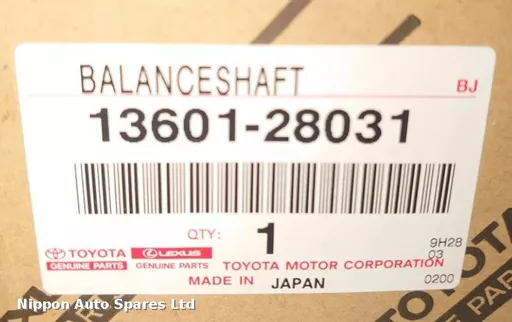 BALANCESHAFT BJ
13601-28031
QTY: 1 9H28
03
TOYOTA LEXUS
GENUINE PARTS GENUINE PARTS TOYOTA MOTOR CORPORATION
MADE IN JAPAN 0200
TOYOTA
Nippon Auto Spares Ltd